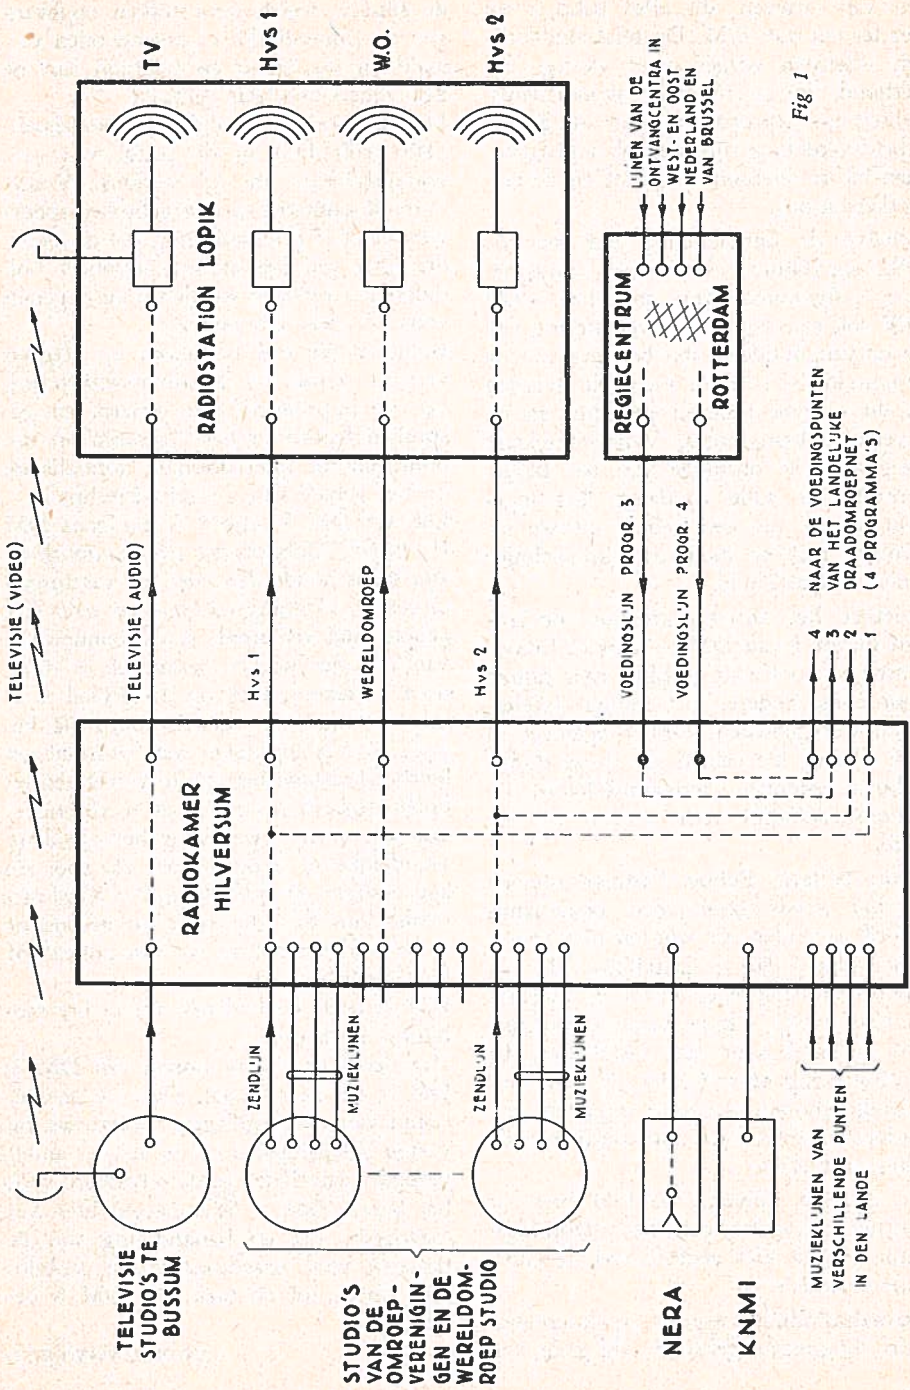 TELEVISIE (VIDEO)
TELEVISIE
STUDIO'S TE
BUSSUM
STUDIO'S
VAN DE
OMROEP-
VERENIGIN-
GEN EN DE
WERELDOM-
ROEP STUDIO
NERA
KNMI
MUZIEKLIJNEN VAN
VERSCHILLENDE PUNTEN
IN DEN LANDE
ZENDLIJN
MUZIEKLIJNEN
ZENDLIJN
MUZIEKLIJNEN
RADIOKAMER
HILVERSUM
TELEVISIE (AUDIO)
HVS 1
WERELDOMROEP
HVS 2
VOEDINGSLIJN PROGR. 3
VOEDINGSLIJN PROGR 4
4
3
2
1
NAAR DE VOEDINGSPUNTEN
VAN HET LANDELIJKE
DRAADOMROEPNET
(4 PROGRAMMA'S)
RADIOSTATION LOPIK
TV
HVS 1
W.O.
HVS 2
REGIECENTRUM
ROTTERDAM
LIJNEN VAN DE
ONTVANGCENTRA IN
WEST- EN OOST
NEDERLAND EN
VAN BRUSSEL
Fig 1